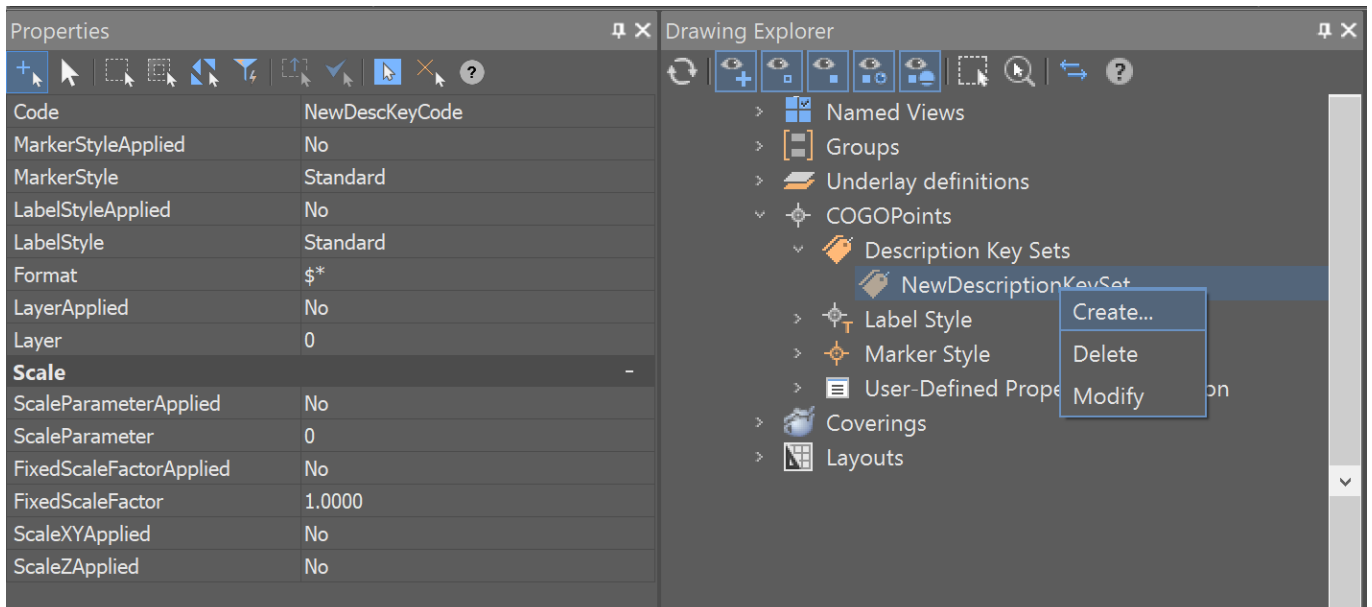 Properties
Code NewDescKeyCode
MarkerStyleApplied No
MarkerStyle Standard
LabelStyleApplied No
LabelStyle Standard
Format $*
LayerApplied No
Layer 0
Scale -
ScaleParameterApplied No
ScaleParameter 0
FixedScaleFactorApplied No
FixedScaleFactor 1.0000
ScaleXYApplied No
ScaleZApplied No
Drawing Explorer
Named Views
Groups
Underlay definitions
COGOPoints
Description Key Sets
NewDescriptionKeySet
Label Style
Marker Style
User-Defined Prope
on
Coverings
Layouts
Create...
Delete
Modify